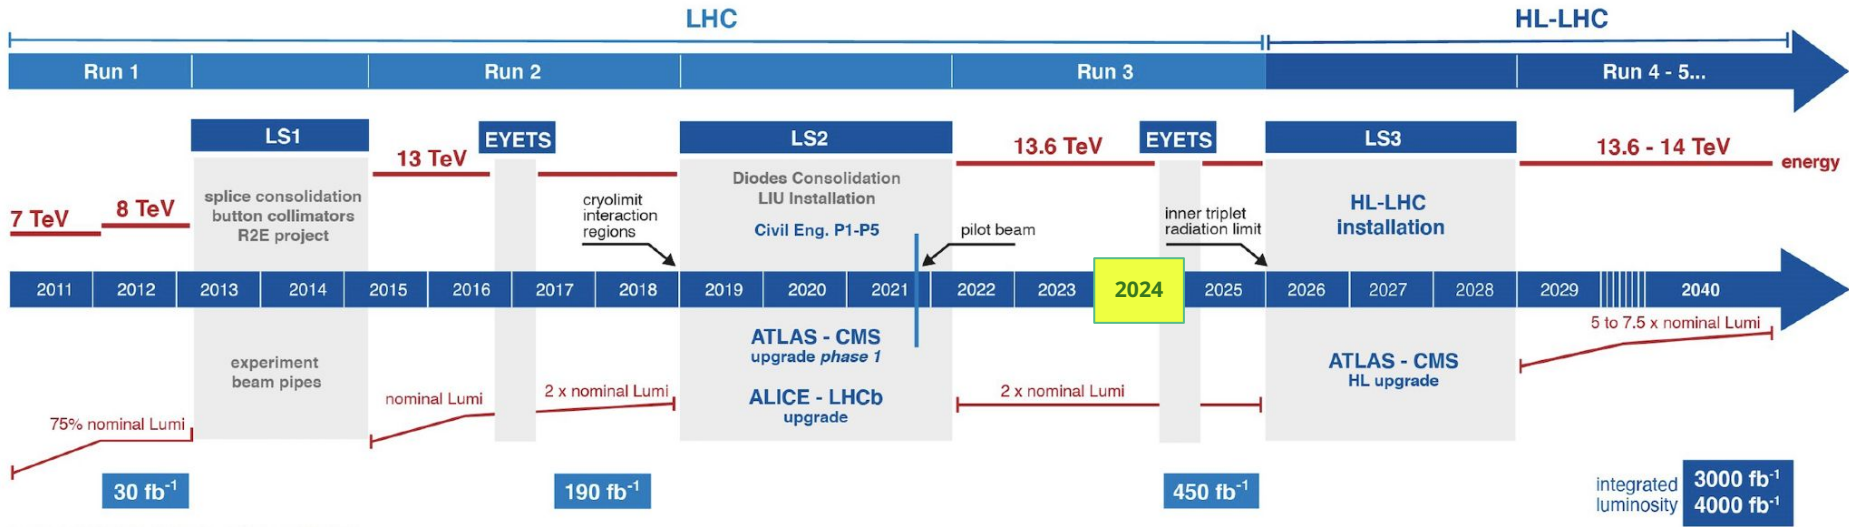 LHC
HL-LHC
Run 1
Run 2
Run 3
Run 4 - 5...
LS1
EYETS
LS2
EYETS
LS3
13 TeV
13.6 TeV
13.6 - 14 TeV
energy
7 TeV
8 TeV
splice consolidation
button collimators
R2E project
cryolimit
interaction
regions
Diodes Consolidation
LIU Installation
Civil Eng. P1-P5
pilot beam
inner triplet
radiation limit
HL-LHC
installation
2011
2012
2013
2014
2015
2016
2017
2018
2019
2020
2021
2022
2023
2024
2025
2026
2027
2028
2029
2040
5 to 7.5 x nominal Lumi
experiment
beam pipes
ATLAS - CMS
upgrade phase 1
ALICE - LHCb
upgrade
ATLAS - CMS
HL upgrade
75% nominal Lumi
nominal Lumi
2 x nominal Lumi
2 x nominal Lumi
30 fb⁻¹
190 fb⁻¹
450 fb⁻¹
integrated
luminosity
3000 fb⁻¹
4000 fb⁻¹